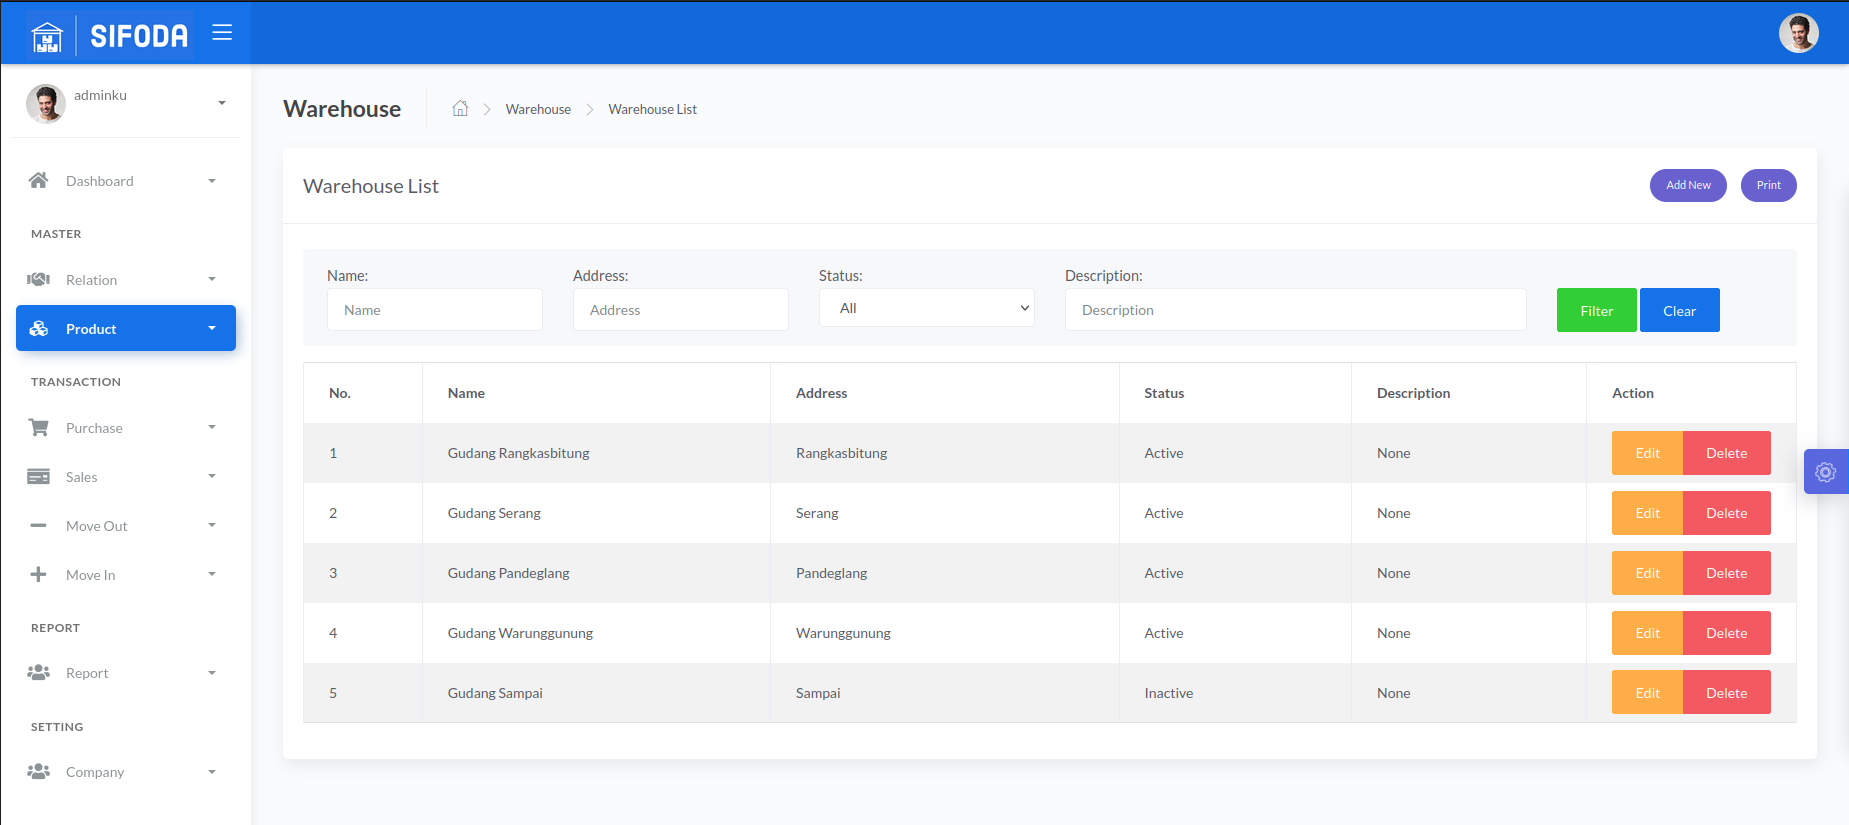 SIFODA
adminku
Dashboard
MASTER
Relation
Product
TRANSACTION
Purchase
Sales
Move Out
Move In
REPORT
Report
SETTING
Company
Warehouse
Warehouse
Warehouse List
Warehouse List
Add New
Print
Name: Address: Status: Description:
Name Address All Description Filter Clear
No. Name Address Status Description Action
1 Gudang Rangkasbitung Rangkasbitung Active None Edit Delete
2 Gudang Serang Serang Active None Edit Delete
3 Gudang Pandeglang Pandeglang Active None Edit Delete
4 Gudang Warunggunung Warunggunung Active None Edit Delete
5 Gudang Sampai Sampai Inactive None Edit Delete